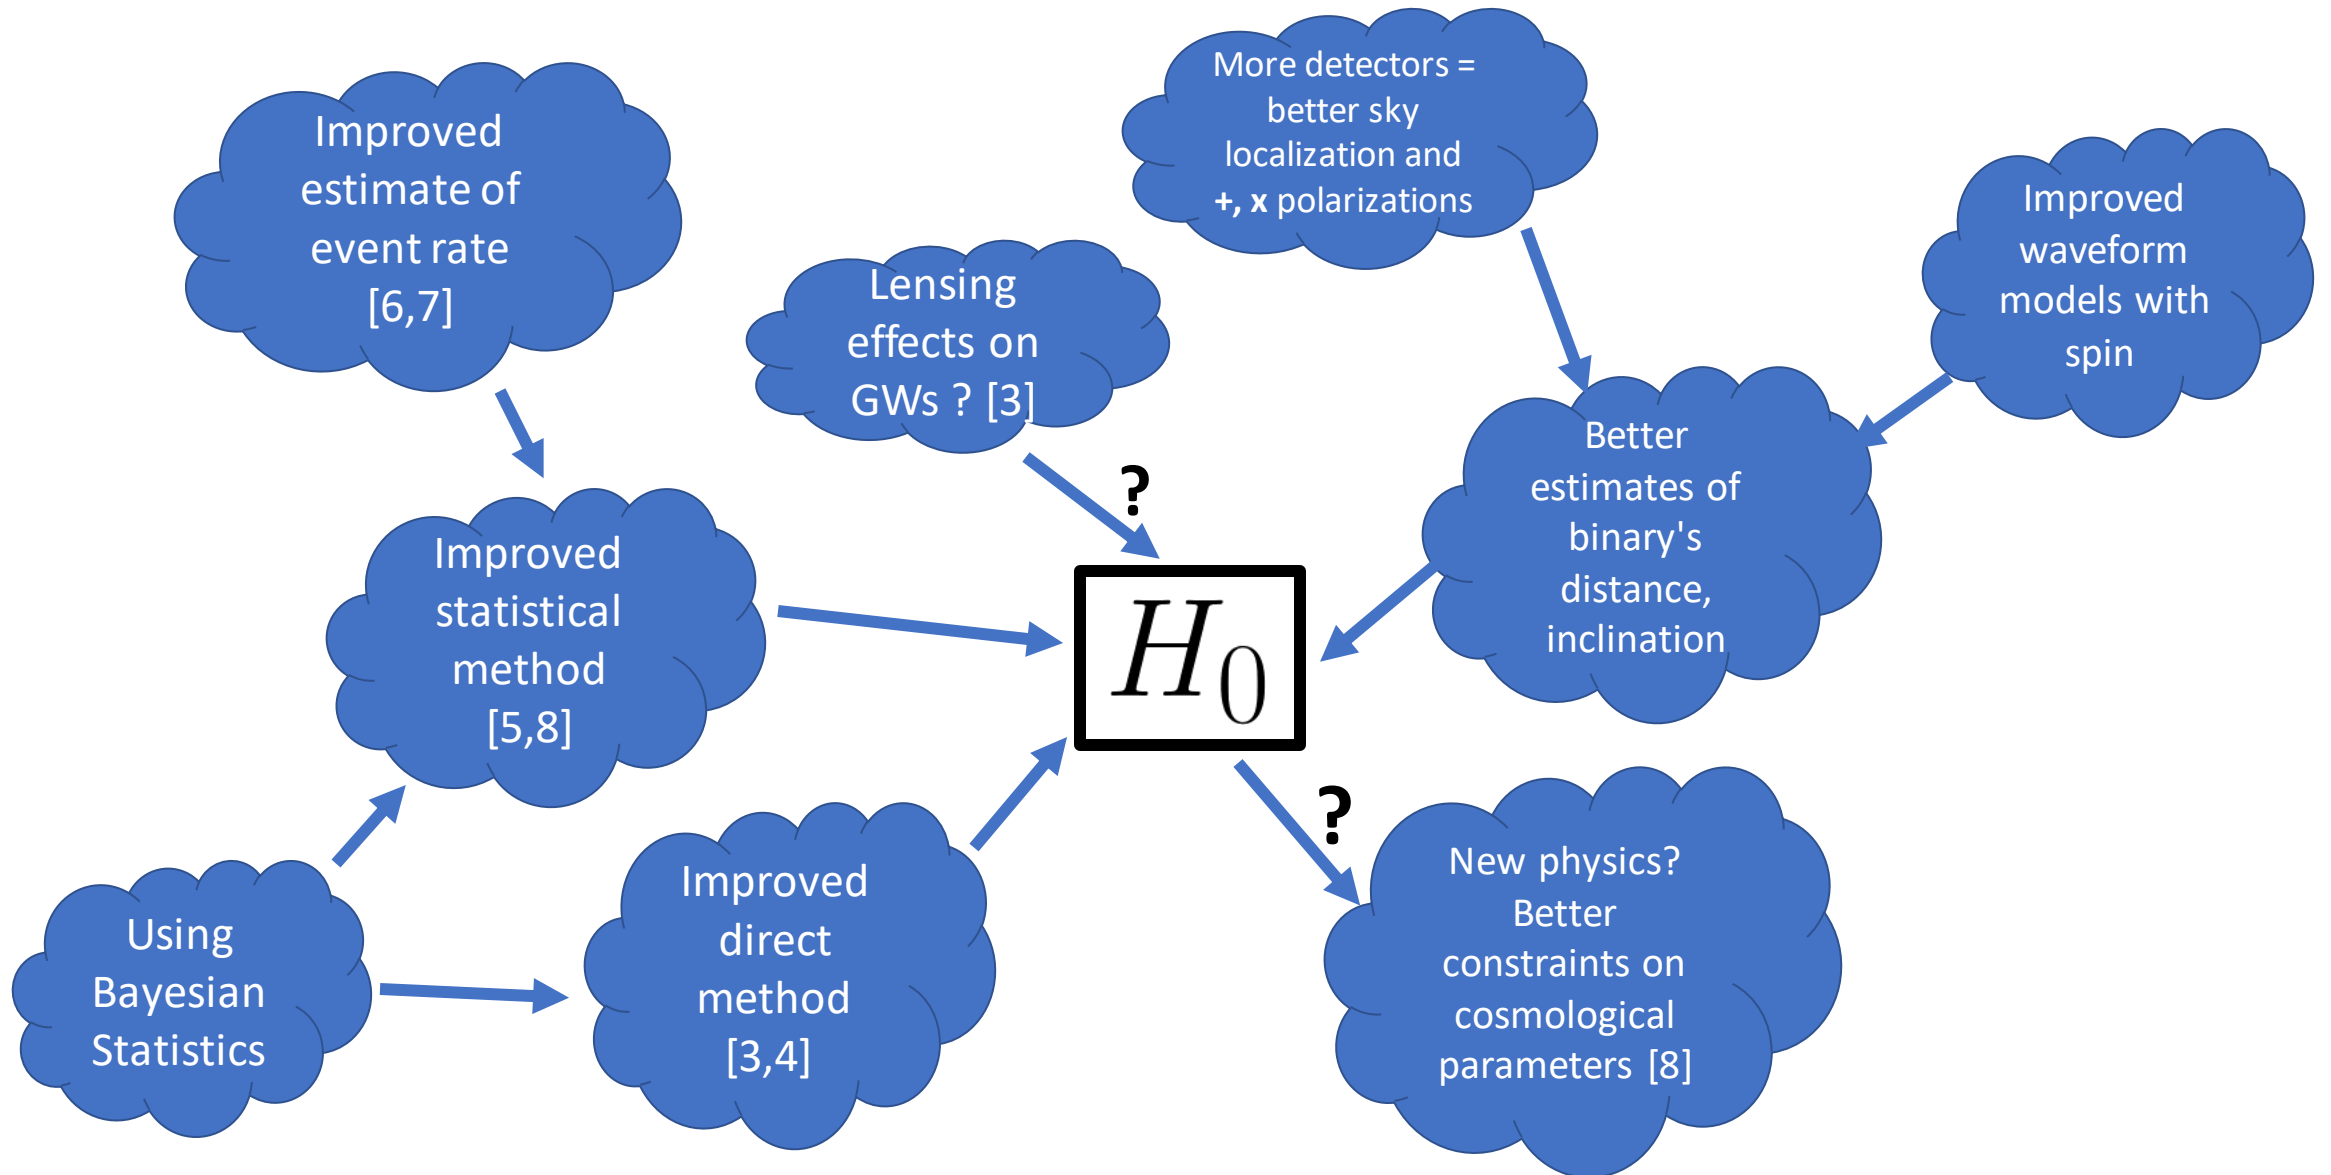 More detectors =
better sky
localization and
+, x polarizations
Improved
estimate of
event rate
[6,7]
Improved
waveform
models with
spin
Lensing
effects on
GWs ? [3]
?
Better
estimates of
binary's
distance,
inclination
Improved
statistical
method
[5,8]
H0
?
Using
Bayesian
Statistics
Improved
direct
method
[3,4]
New physics?
Better
constraints on
cosmological
parameters [8]